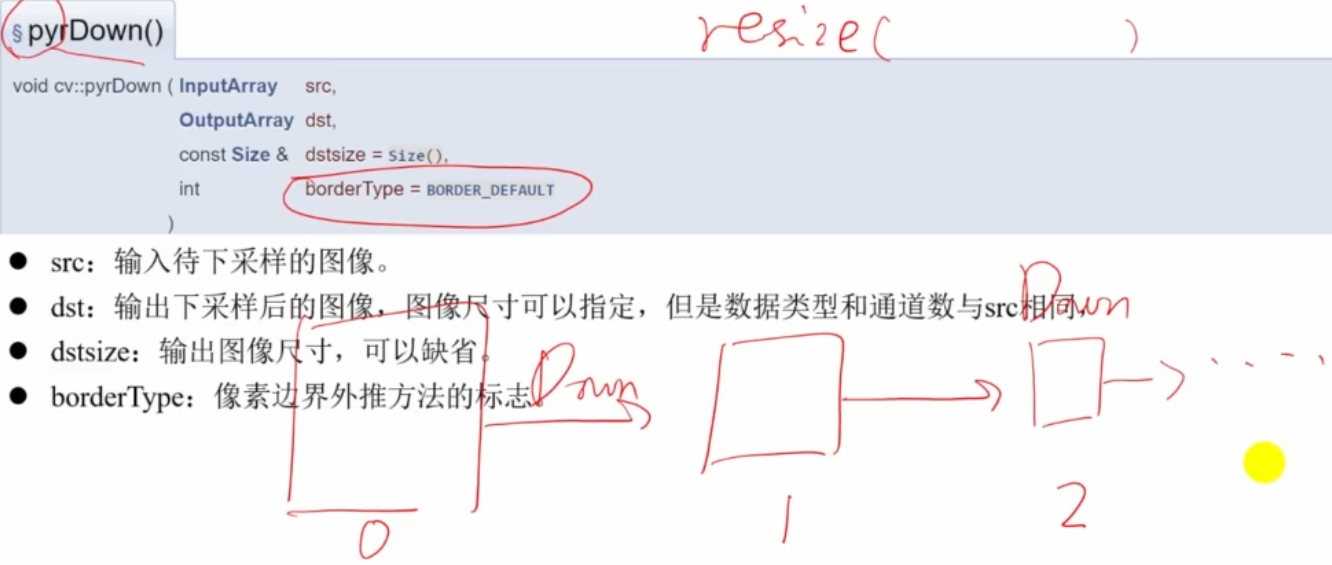 § pyrDown()
resize( )
void cv::pyrDown ( InputArray src,
OutputArray dst,
const Size & dstsize = Size(),
int borderType = BORDER_DEFAULT
)
● src：输入待下采样的图像。
● dst：输出下采样后的图像，图像尺寸可以指定，但是数据类型和通道数与src相同，
● dstsize：输出图像尺寸，可以缺省。
● borderType：像素边界外推方法的标志。
Down
Down
0
1
2